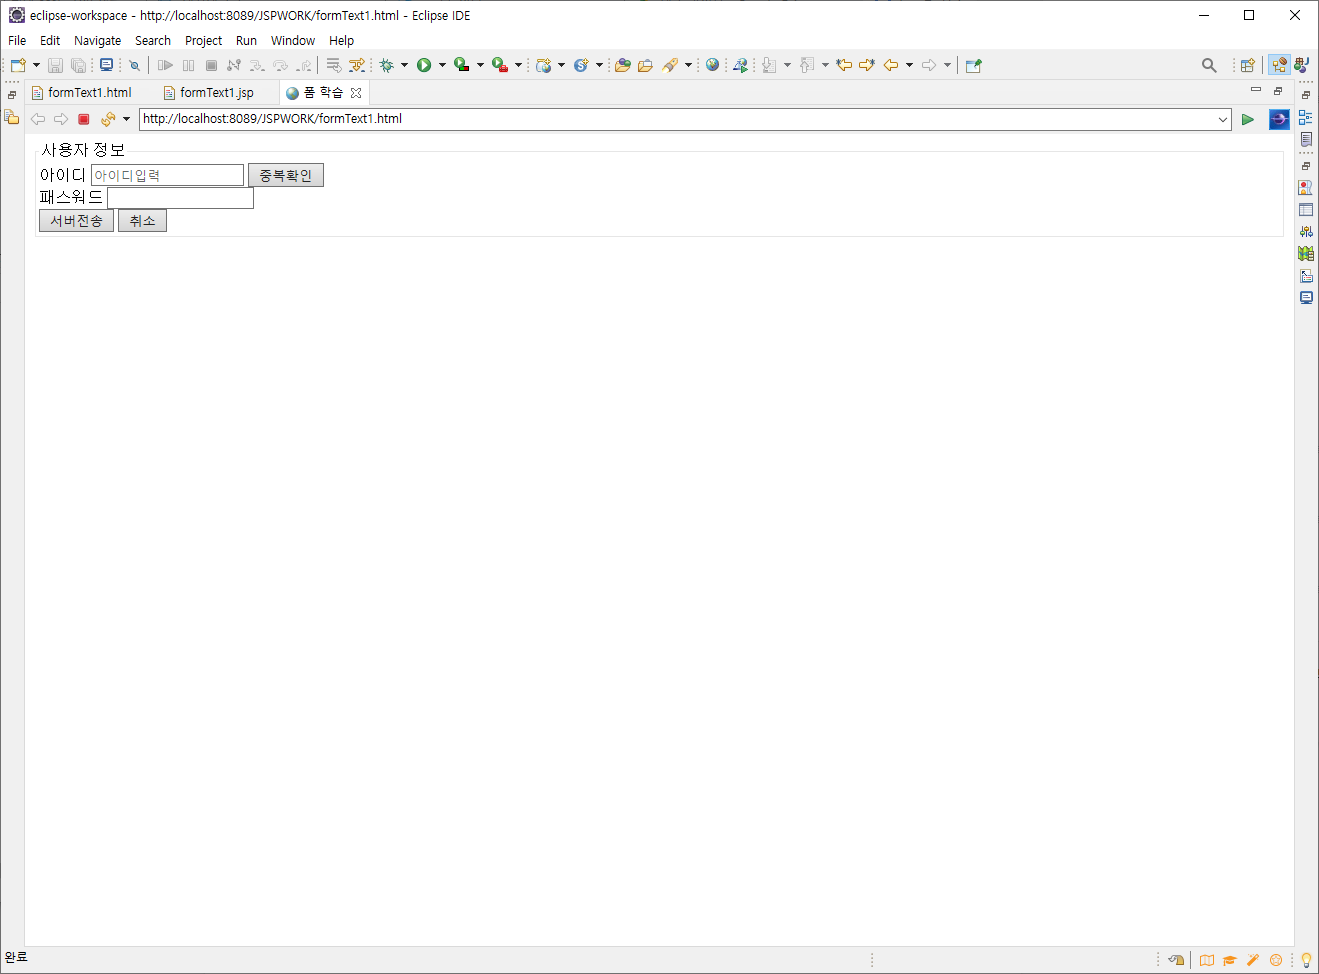 eclipse-workspace - http://localhost:8089/JSPWORK/formText1.html - Eclipse IDE
File Edit Navigate Search Project Run Window Help
formText1.html formText1.jsp 폼 학습
http://localhost:8089/JSPWORK/formText1.html
사용자 정보
아이디 아이디입력 중복확인
패스워드
서버전송 취소
완료